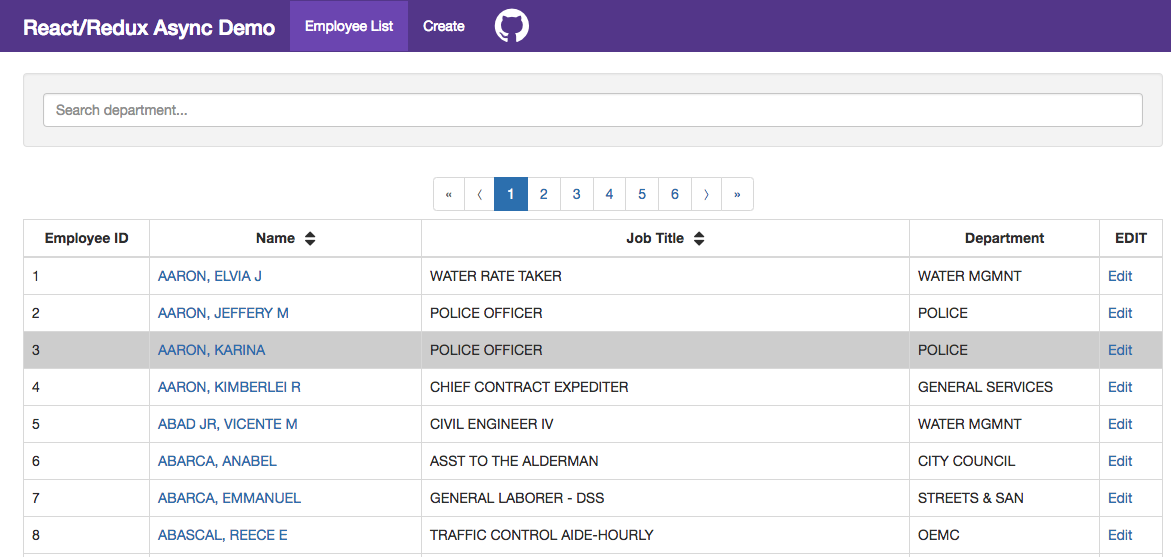 React/Redux Async Demo Employee List Create
Search department...
« 〈 1 2 3 4 5 6 〉 »
Employee ID Name Job Title Department EDIT
1 AARON, ELVIA J WATER RATE TAKER WATER MGMNT Edit
2 AARON, JEFFERY M POLICE OFFICER POLICE Edit
3 AARON, KARINA POLICE OFFICER POLICE Edit
4 AARON, KIMBERLEI R CHIEF CONTRACT EXPEDITER GENERAL SERVICES Edit
5 ABAD JR, VICENTE M CIVIL ENGINEER IV WATER MGMNT Edit
6 ABARCA, ANABEL ASST TO THE ALDERMAN CITY COUNCIL Edit
7 ABARCA, EMMANUEL GENERAL LABORER - DSS STREETS & SAN Edit
8 ABASCAL, REECE E TRAFFIC CONTROL AIDE-HOURLY OEMC Edit